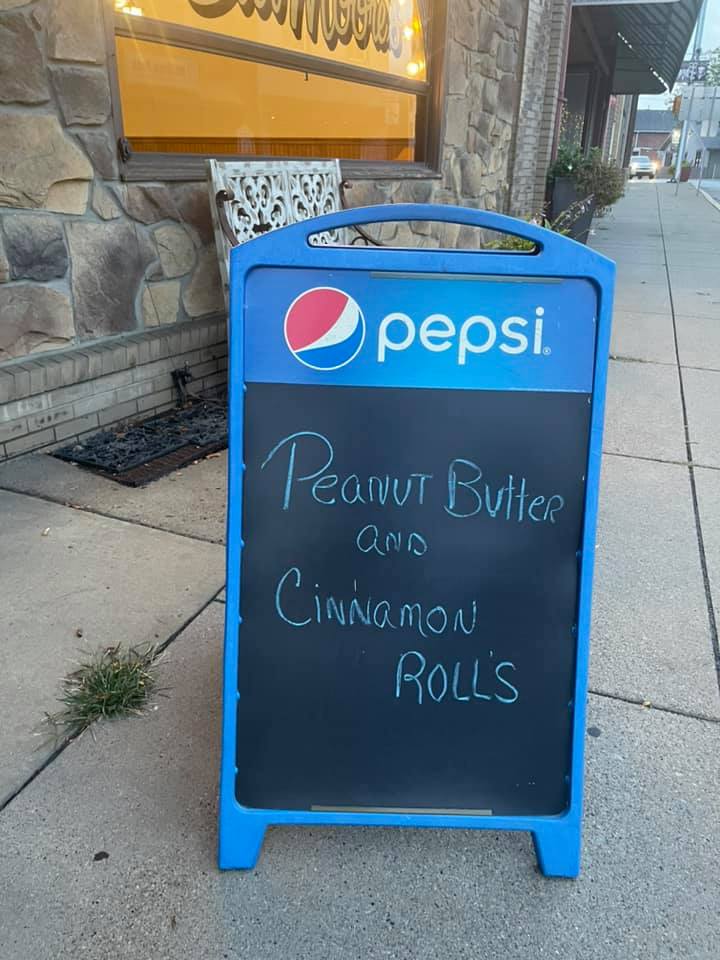 pepsi
Peanut Butter
and
Cinnamon
ROLL'S